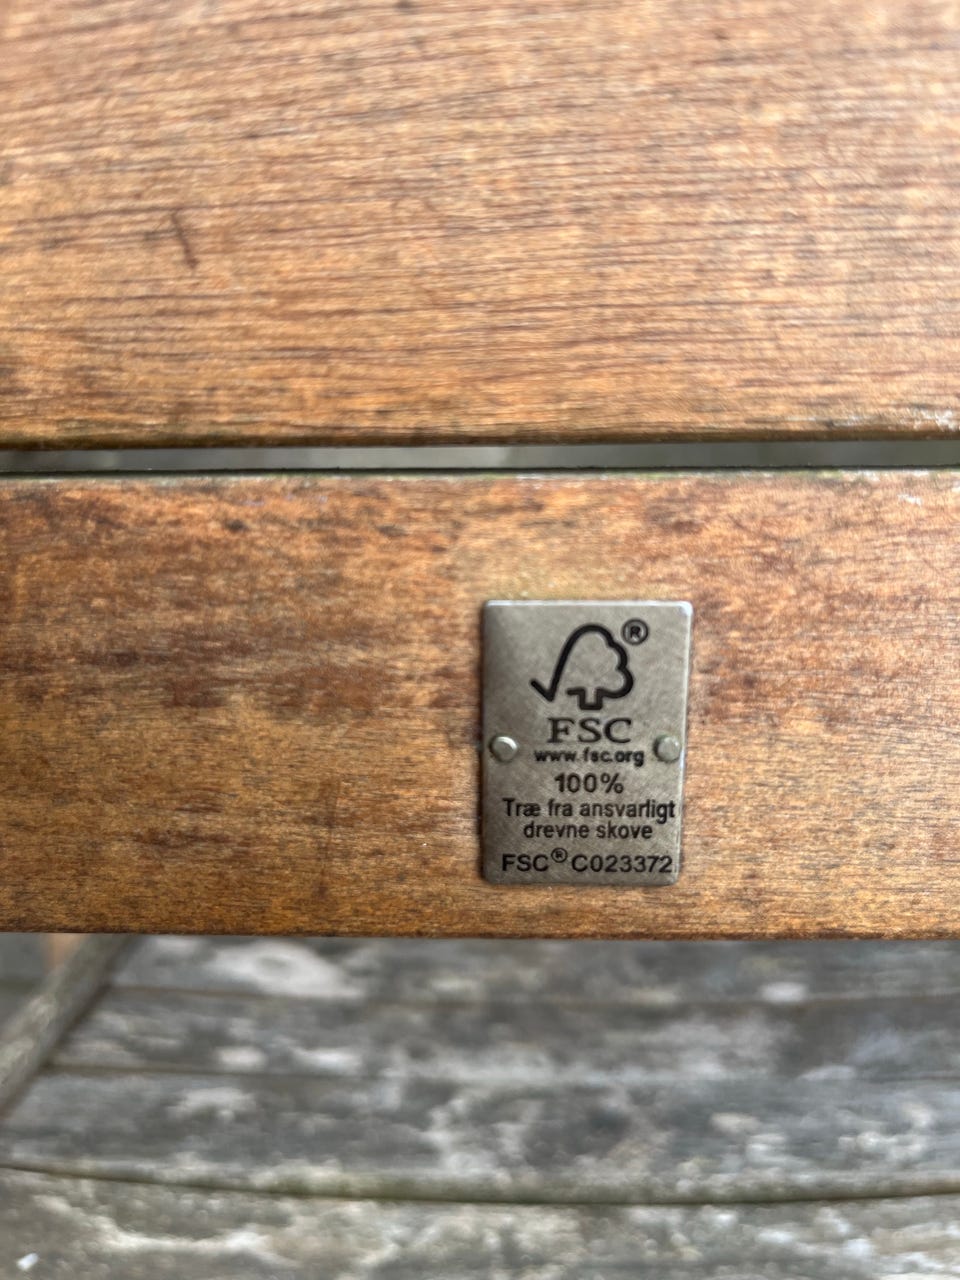 ®
FSC
www.fsc.org
100%
Træ fra ansvarligt
drevne skove
FSC® C023372